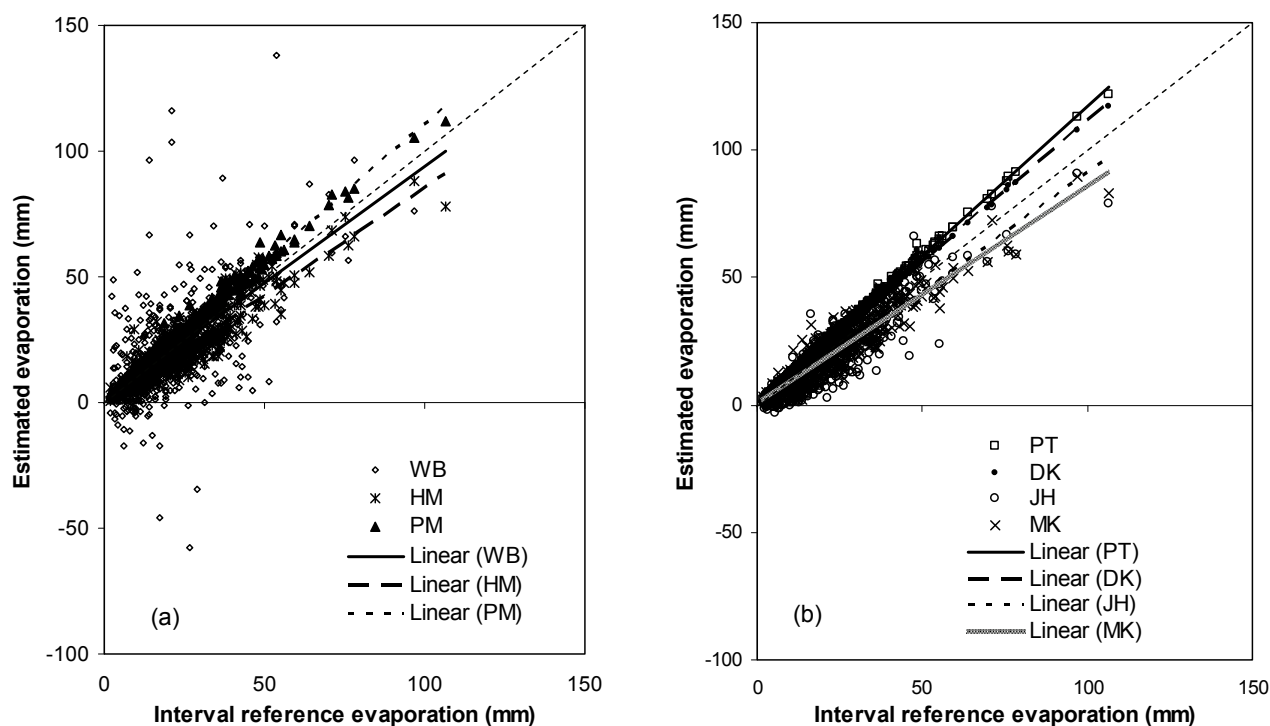 150
100
50
0
-50
-100
Estimated evaporation (mm)
WB
HM
PM
Linear (WB)
Linear (HM)
Linear (PM)
(a)
0 50 100 150
Interval reference evaporation (mm)
150
100
50
0
-50
-100
Estimated evaporation (mm)
PT
DK
JH
MK
Linear (PT)
Linear (DK)
Linear (JH)
Linear (MK)
(b)
0 50 100 150
Interval reference evaporation (mm)